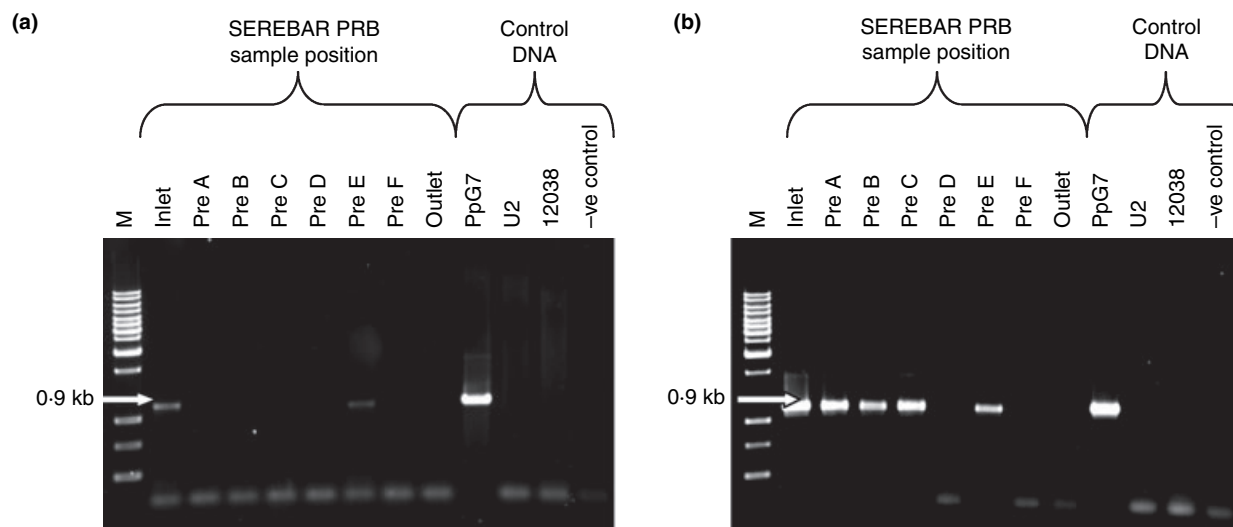 (a)
SEREBAR PRB
sample position
Control
DNA
M
Inlet
Pre A
Pre B
Pre C
Pre D
Pre E
Pre F
Outlet
PpG7
U2
12038
–ve control
0·9 kb
(b)
SEREBAR PRB
sample position
Control
DNA
M
Inlet
Pre A
Pre B
Pre C
Pre D
Pre E
Pre F
Outlet
PpG7
U2
12038
–ve control
0·9 kb